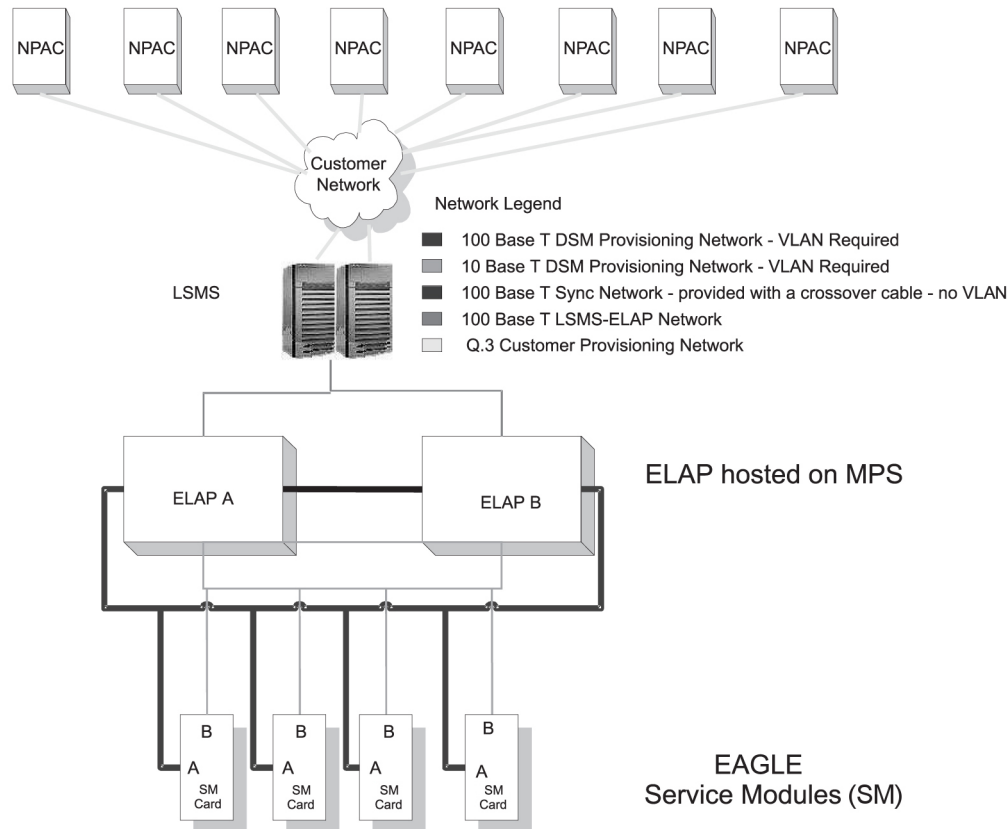 NPAC NPAC NPAC NPAC NPAC NPAC NPAC NPAC
Customer
Network
Network Legend
100 Base T DSM Provisioning Network - VLAN Required
10 Base T DSM Provisioning Network - VLAN Required
LSMS
100 Base T Sync Network - provided with a crossover cable - no VLAN
100 Base T LSMS-ELAP Network
Q.3 Customer Provisioning Network
ELAP A
ELAP B
ELAP hosted on MPS
B
A
SM
Card
B
A
SM
Card
B
A
SM
Card
B
A
SM
Card
EAGLE
Service Modules (SM)